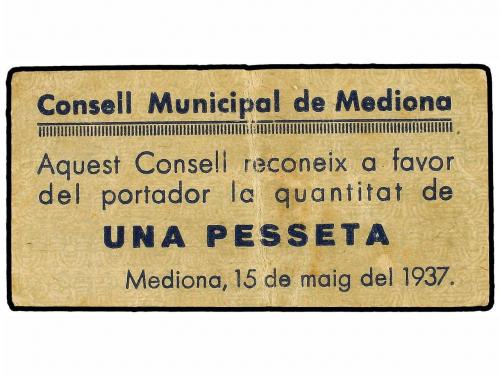 Consell Municipal de Mediona
Aquest Consell reconeix a favor
del portador la quantitat de
UNA PESSETA
Mediona, 15 de maig del 1937.